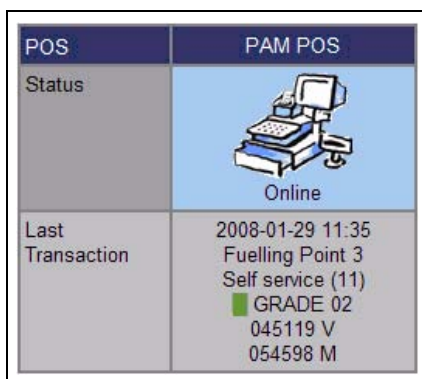 POS PAM POS
Status
Online
Last
Transaction
2008-01-29 11:35
Fuelling Point 3
Self service (11)
GRADE 02
045119 V
054598 M